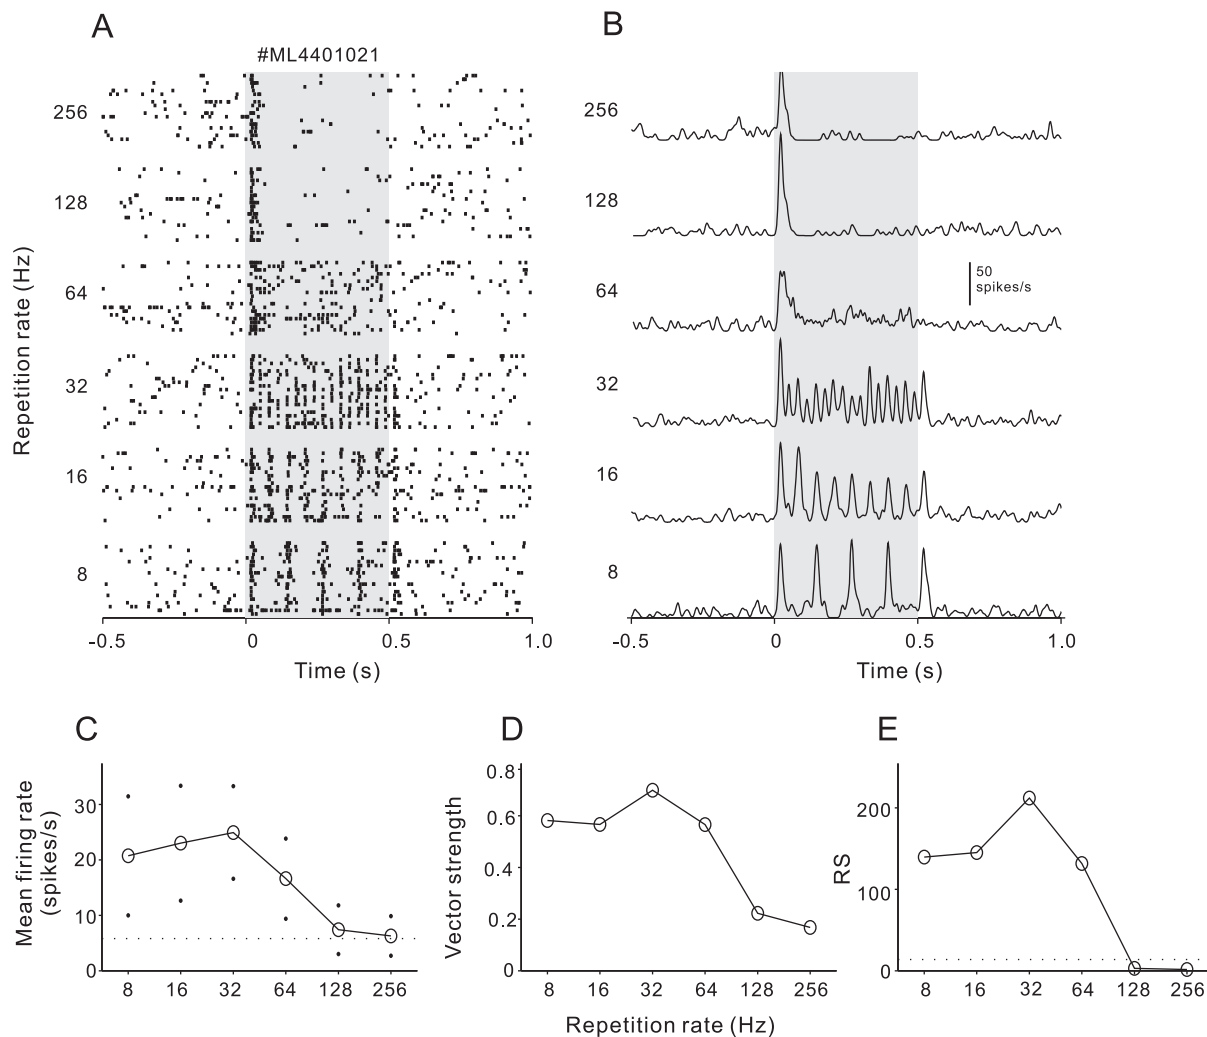 A
B
#ML4401021
Repetition rate (Hz)
256
128
64
32
16
8
-0.5
0
0.5
1.0
Time (s)
256
128
64
32
16
8
50
spikes/s
-0.5
0
0.5
1.0
Time (s)
C
Mean firing rate
(spikes/s)
30
20
10
0
8 16 32 64 128 256
D
Vector strength
0.8
0.6
0.4
0.2
0
8 16 32 64 128 256
Repetition rate (Hz)
E
RS
200
100
0
8 16 32 64 128 256